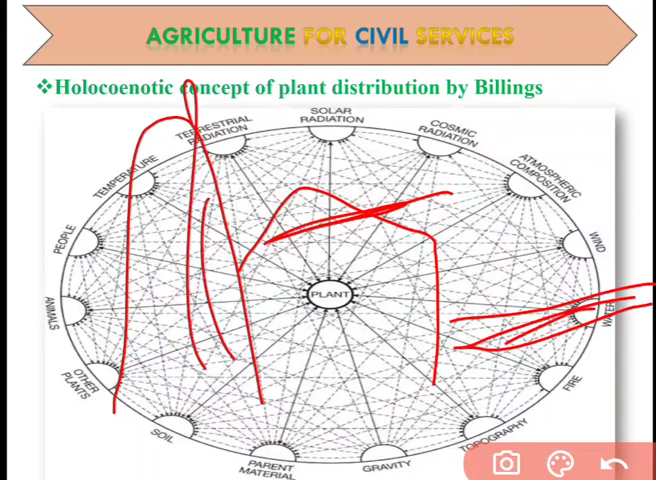 AGRICULTURE FOR CIVIL SERVICES
❖Holocoenotic concept of plant distribution by Billings
SOLAR
RADIATION
TERRESTRIAL
RADIATION
COSMIC
RADIATION
TEMPERATURE
ATMOSPHERIC
COMPOSITION
PEOPLE
WIND
PLANT
ANIMALS
WATER
OTHER
PLANTS
FIRE
SOIL
TOPOGRAPHY
PARENT
MATERIAL
GRAVITY